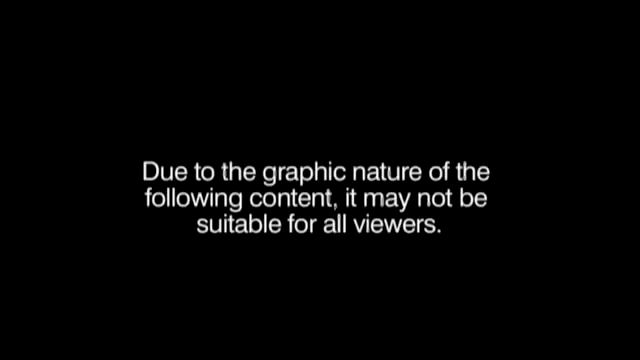 Due to the graphic nature of the
following content, it may not be
suitable for all viewers.